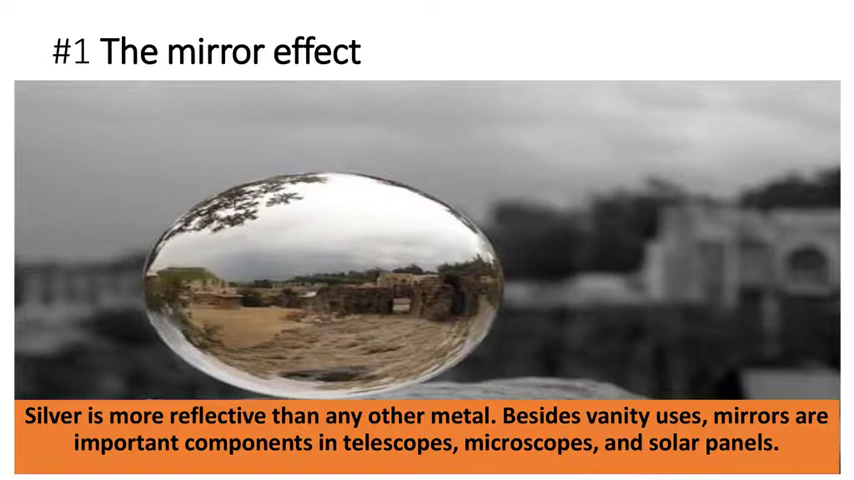 #1 The mirror effect
Silver is more reflective than any other metal. Besides vanity uses, mirrors are
important components in telescopes, microscopes, and solar panels.